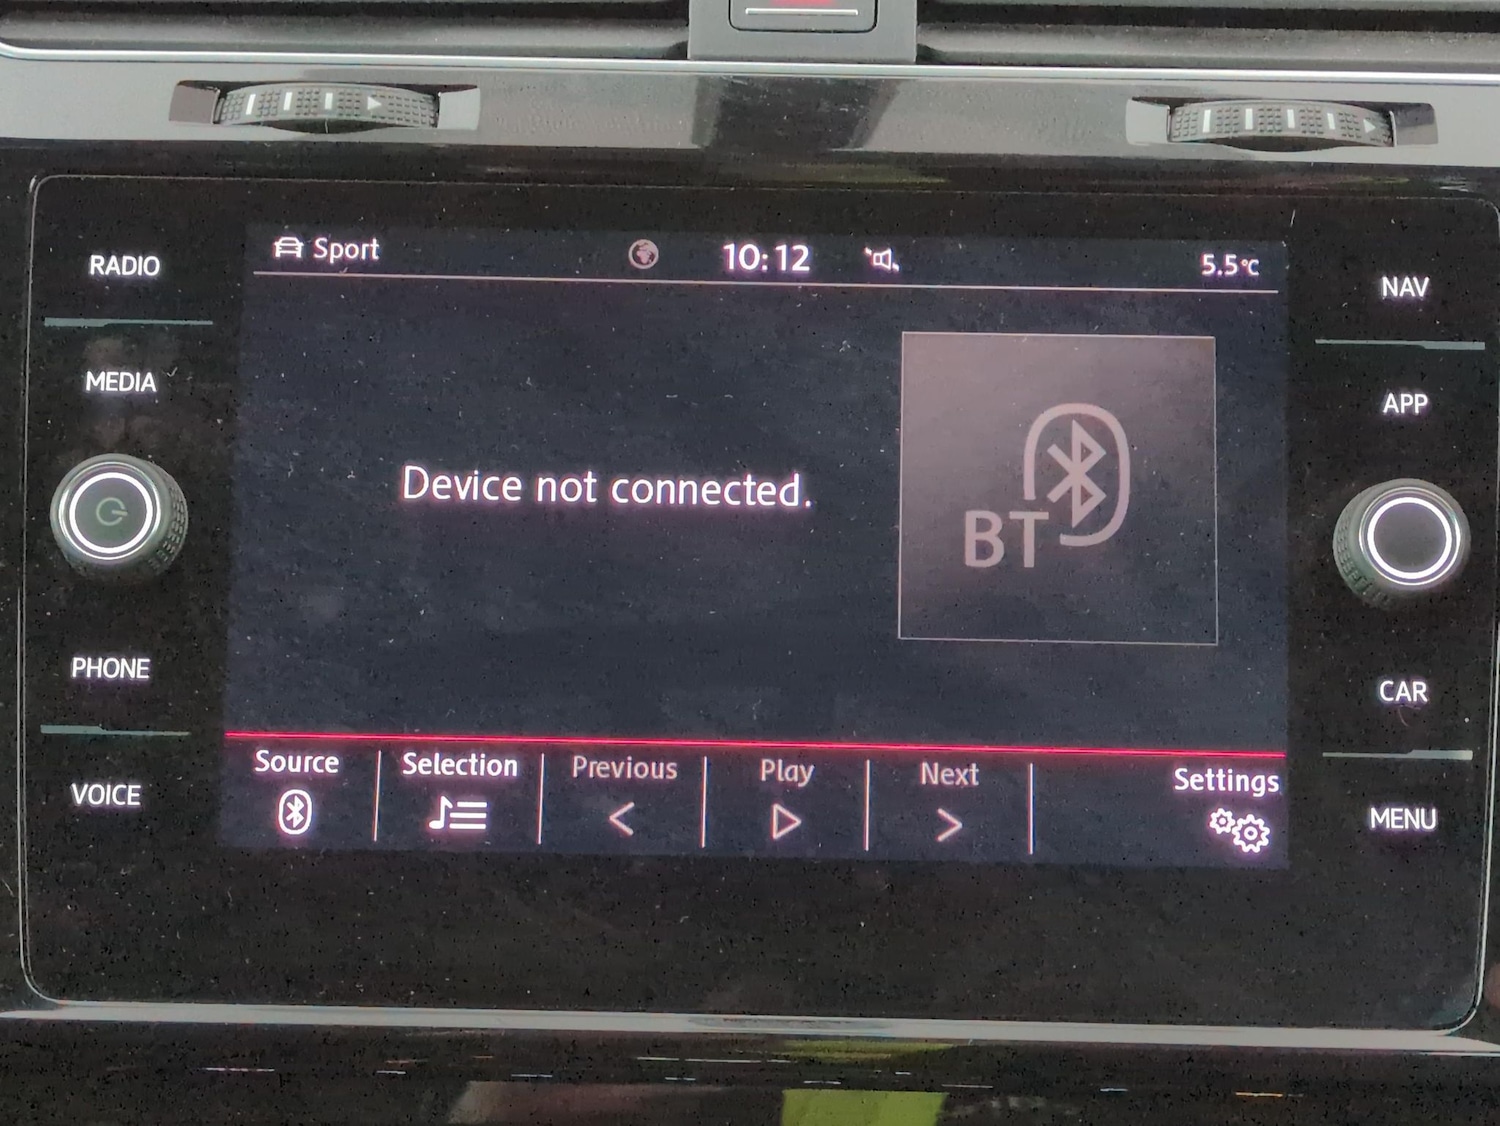 Sport 10:12 5.5°C
RADIO
MEDIA
PHONE
VOICE
Device not connected.
BT
Source Selection Previous Play Next Settings
NAV
APP
CAR
MENU